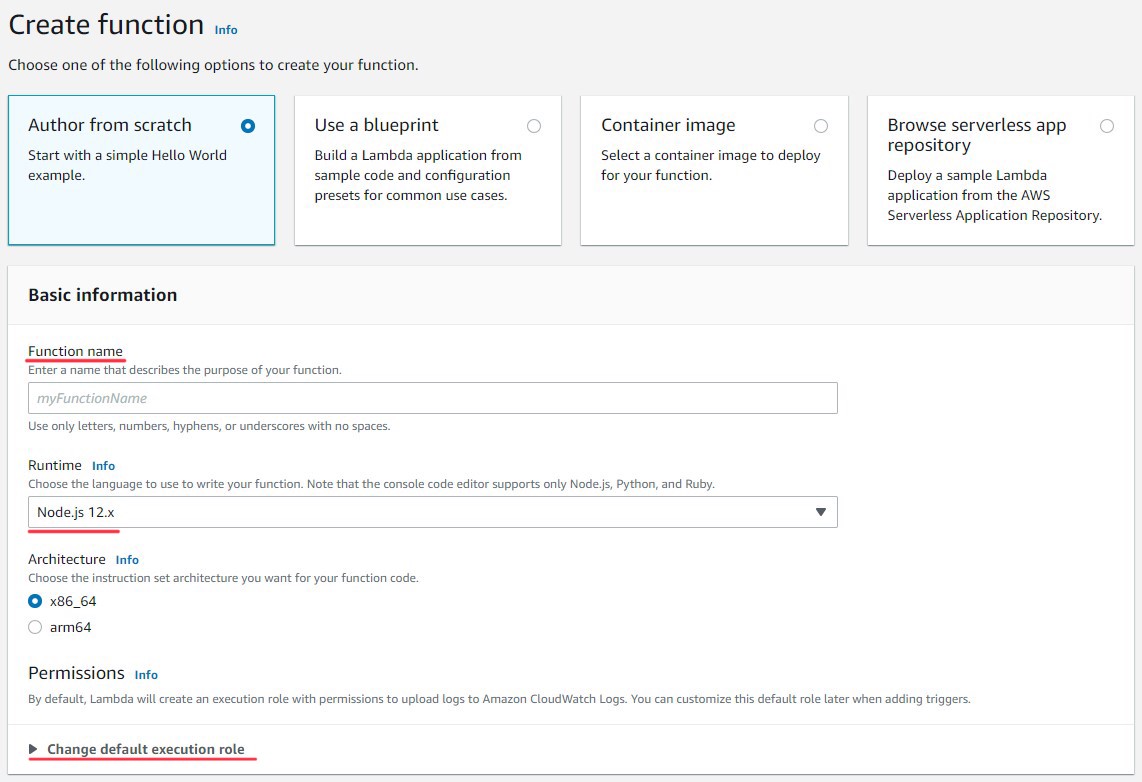 Create function Info
Choose one of the following options to create your function.
Author from scratch
Start with a simple Hello World
example.
Use a blueprint
Build a Lambda application from
sample code and configuration
presets for common use cases.
Container image
Select a container image to deploy
for your function.
Browse serverless app
repository
Deploy a sample Lambda
application from the AWS
Serverless Application Repository.
Basic information
Function name
Enter a name that describes the purpose of your function.
myFunctionName
Use only letters, numbers, hyphens, or underscores with no spaces.
Runtime Info
Choose the language to use to write your function. Note that the console code editor supports only Node.js, Python, and Ruby.
Node.js 12.x
Architecture Info
Choose the instruction set architecture you want for your function code.
x86_64
arm64
Permissions Info
By default, Lambda will create an execution role with permissions to upload logs to Amazon CloudWatch Logs. You can customize this default role later when adding triggers.
Change default execution role